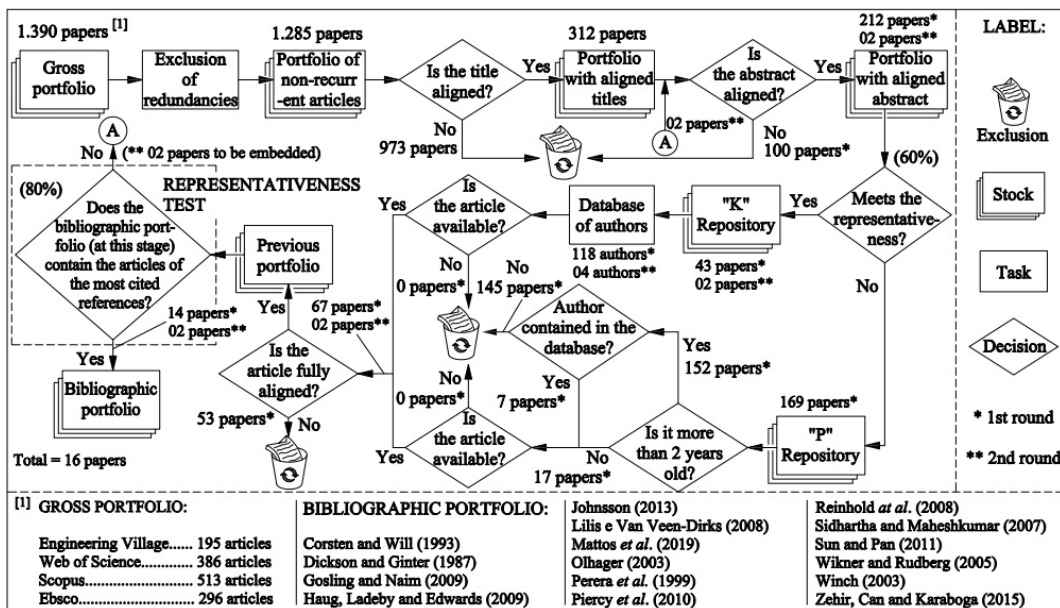 1.390 papers [1]
Gross
portfolio
Exclusion
of
redundancies
1.285 papers
Portfolio of
non-recurr
-ent articles
Is the title
aligned?
Yes
No
973 papers
312 papers
Portfolio
with aligned
titles
02 papers**
A
Is
the abstract
aligned?
Yes
No
100 papers*
212 papers*
02 papers**
Portfolio
with aligned
abstract
(60%)
Meets the
representative-
ness?
Yes
No
"K"
Repository
43 papers*
02 papers**
Database
of authors
118 authors*
04 authors**
Is
the article
available?
Yes
No
0 papers*
"P"
Repository
169 papers*
Is it more
than 2 years
old?
Yes
152 papers*
No
17 papers*
Author
contained in the
database?
No
145 papers*
Yes
7 papers*
Is
the article
available?
No
0 papers*
Yes
67 papers*
02 papers**
Is the
article fully
aligned?
Yes
No
53 papers*
Previous
portfolio
REPRESENTATIVENESS
TEST
(80%)
Does the
bibliographic port-
folio (at this stage)
contain the articles of
the most cited
references?
A
No
(** 02 papers to be embedded)
14 papers*
02 papers**
Yes
Bibliographic
portfolio
Total = 16 papers
LABEL:
Exclusion
Stock
Task
Decision
* 1st round
** 2nd round
[1] GROSS PORTFOLIO:
Engineering Village...... 195 articles
Web of Science............ 386 articles
Scopus......................... 513 articles
Ebsco........................... 296 articles
BIBLIOGRAPHIC PORTFOLIO:
Corsten and Will (1993)
Dickson and Ginter (1987)
Gosling and Naim (2009)
Haug, Ladeby and Edwards (2009)
Johnsson (2013)
Lilis e Van Veen-Dirks (2008)
Mattos et al. (2019)
Olhager (2003)
Perera et al. (1999)
Piercy et al. (2010)
Reinhold at al. (2008)
Sidhartha and Maheshkumar (2007)
Sun and Pan (2011)
Wikner and Rudberg (2005)
Winch (2003)
Zehir, Can and Karaboga (2015)